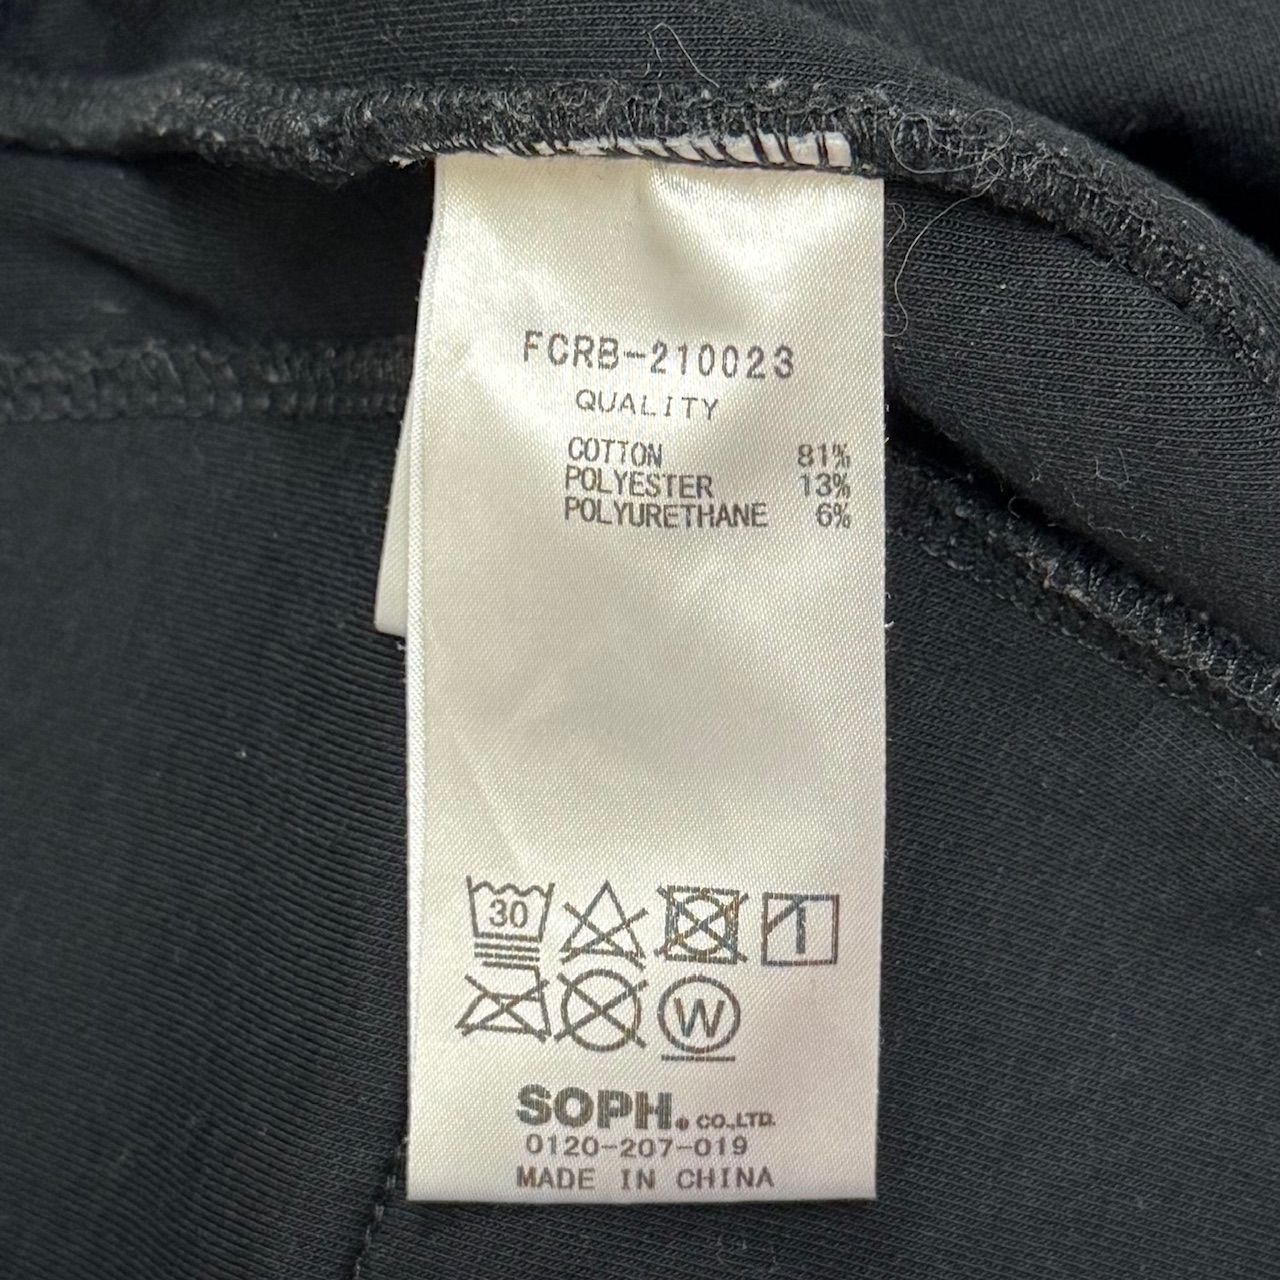 FCRB-210023
QUALITY
COTTON 81%
POLYESTER 13%
POLYURETHANE 6%
30
W
SOPH. CO.,LTD.
0120-207-019
MADE IN CHINA